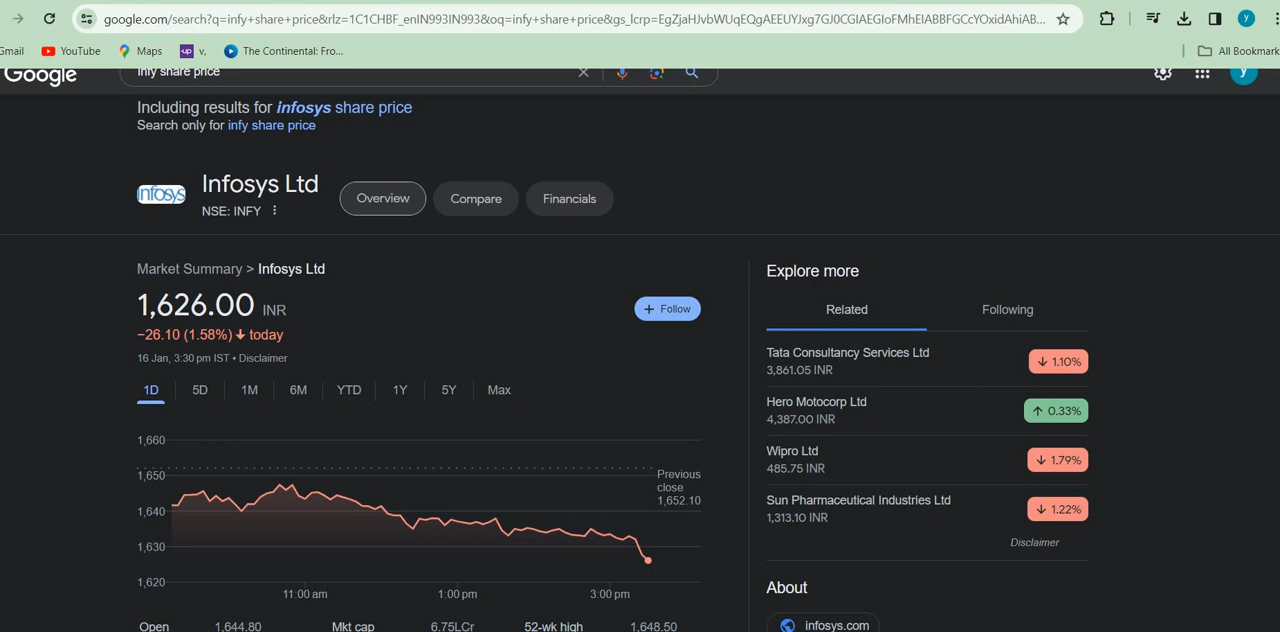 google.com/search?q=infy+share+price&rlz=1C1CHBF_enIN993IN993&oq=infy+share+price&gs_lcrp=EgZjaHJvbWUqEQgAEEUYJxg7GJ0CGIAEGIoFMhEIABBFGCcYOxidAhiAB...
y
Gmail YouTube Maps up v, The Continental: Fro... All Bookmark
Google infy share price y
Including results for infosys share price
Search only for infy share price
Infosys Infosys Ltd
NSE: INFY
Overview Compare Financials
Market Summary > Infosys Ltd
1,626.00 INR
+ Follow
−26.10 (1.58%) ↓ today
16 Jan, 3:30 pm IST • Disclaimer
1D 5D 1M 6M YTD 1Y 5Y Max
1,660
1,650
1,640
1,630
1,620
Previous
close
1,652.10
11:00 am 1:00 pm 3:00 pm
Open 1,644.80 Mkt cap 6.75LCr 52-wk high 1,648.50
Explore more
Related Following
Tata Consultancy Services Ltd
3,861.05 INR
↓ 1.10%
Hero Motocorp Ltd
4,387.00 INR
↑ 0.33%
Wipro Ltd
485.75 INR
↓ 1.79%
Sun Pharmaceutical Industries Ltd
1,313.10 INR
↓ 1.22%
Disclaimer
About
infosys.com